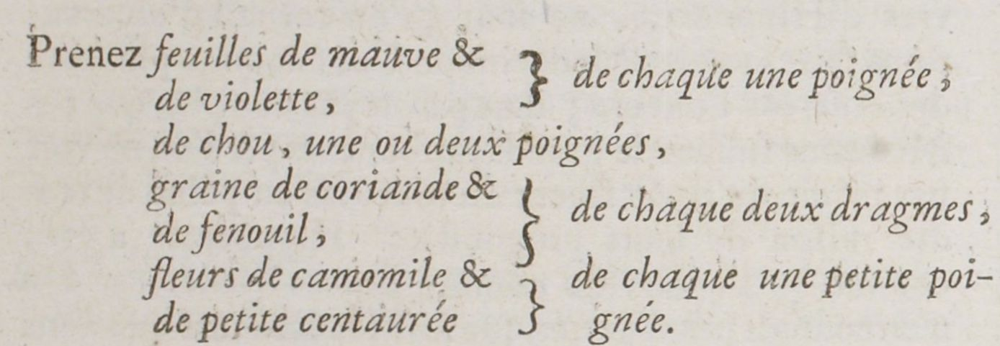 Prenez feuilles de mauve &
de violette,
} de chaque une poignée ;
de chou, une ou deux poignées,
graine de coriande &
de fenouil ;
} de chaque deux dragmes ;
fleurs de camomile &
de petite centaurée
} de chaque une petite poi-
gnée.